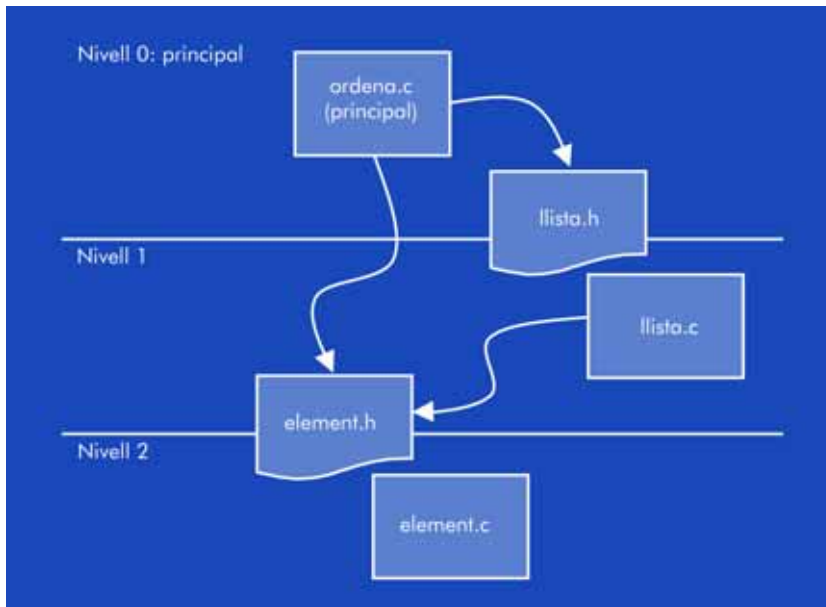 Nivell 0: principal
ordena.c
(principal)
llista.h
Nivell 1
llista.c
element.h
Nivell 2
element.c